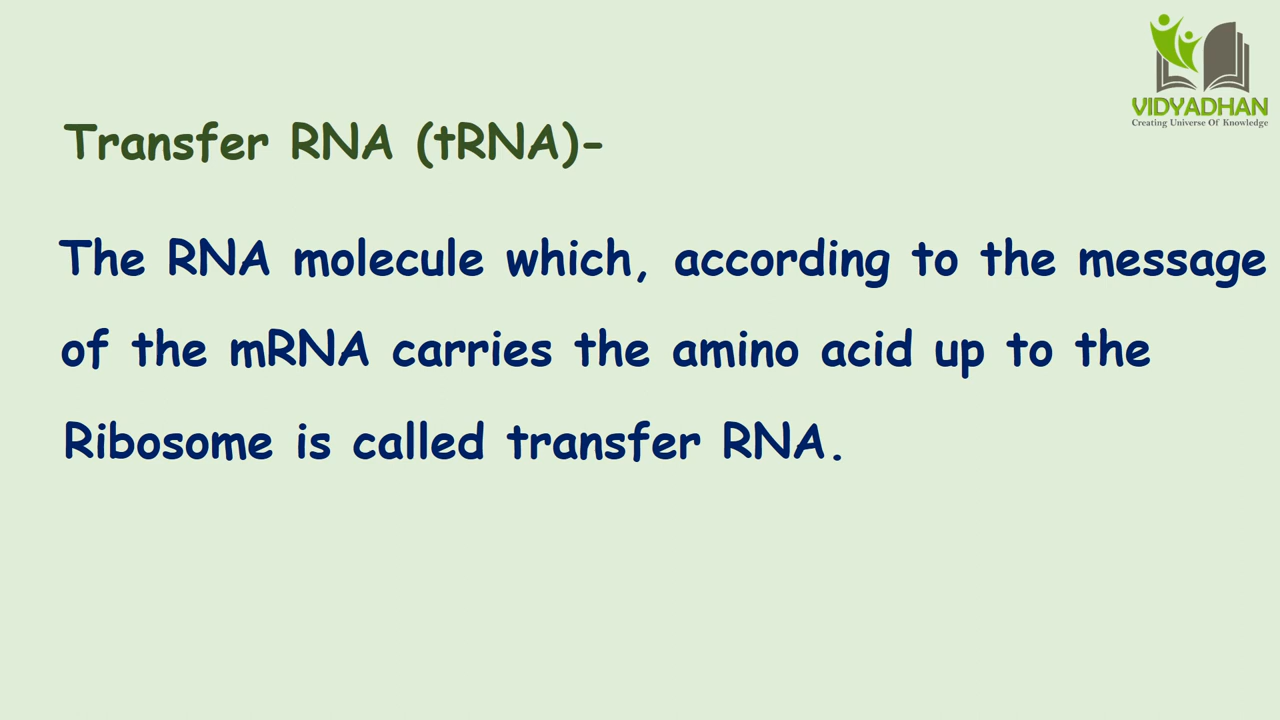 VIDYADHAN
Creating Universe Of Knowledge
Transfer RNA (tRNA)-
The RNA molecule which, according to the message
of the mRNA carries the amino acid up to the
Ribosome is called transfer RNA.